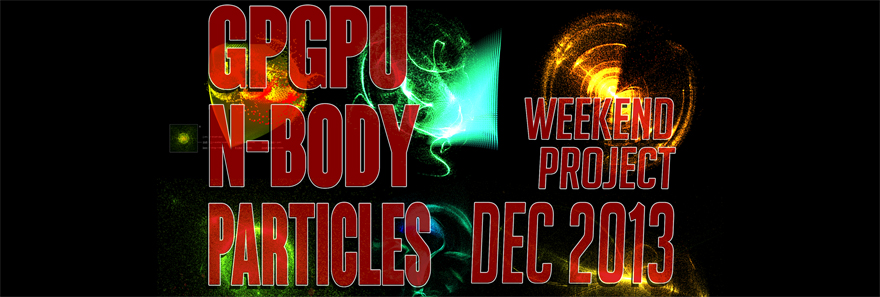 GPGPU
N-BODY
PARTICLES
WEEKEND
PROJECT
DEC 2013